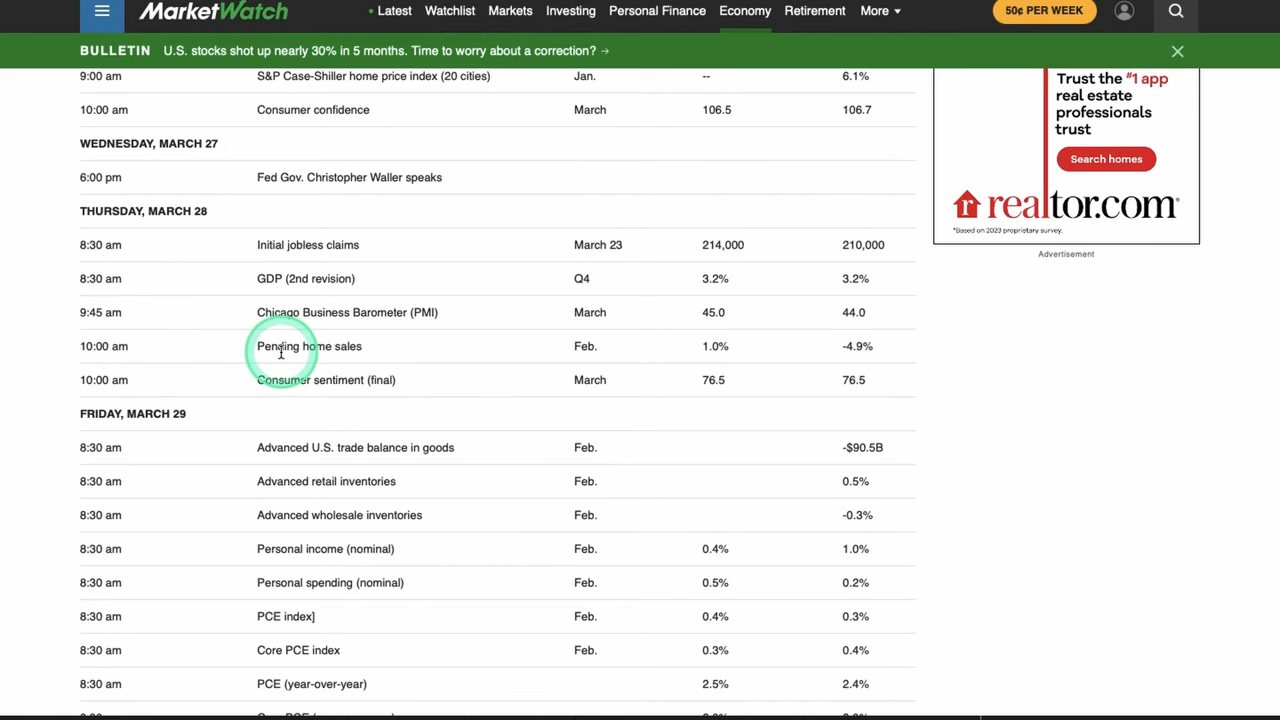 MarketWatch Latest Watchlist Markets Investing Personal Finance Economy Retirement More 50¢ PER WEEK
BULLETIN U.S. stocks shot up nearly 30% in 5 months. Time to worry about a correction? →
9:00 am S&P Case-Shiller home price index (20 cities) Jan. -- 6.1%
10:00 am Consumer confidence March 106.5 106.7
WEDNESDAY, MARCH 27
6:00 pm Fed Gov. Christopher Waller speaks
THURSDAY, MARCH 28
8:30 am Initial jobless claims March 23 214,000 210,000
8:30 am GDP (2nd revision) Q4 3.2% 3.2%
9:45 am Chicago Business Barometer (PMI) March 45.0 44.0
10:00 am Pending home sales Feb. 1.0% -4.9%
10:00 am Consumer sentiment (final) March 76.5 76.5
FRIDAY, MARCH 29
8:30 am Advanced U.S. trade balance in goods Feb. -$90.5B
8:30 am Advanced retail inventories Feb. 0.5%
8:30 am Advanced wholesale inventories Feb. -0.3%
8:30 am Personal income (nominal) Feb. 0.4% 1.0%
8:30 am Personal spending (nominal) Feb. 0.5% 0.2%
8:30 am PCE index] Feb. 0.4% 0.3%
8:30 am Core PCE index Feb. 0.3% 0.4%
8:30 am PCE (year-over-year) 2.5% 2.4%
Trust the #1 app
real estate
professionals
trust
Search homes
realtor.com®
*Based on 2023 proprietary survey.
Advertisement